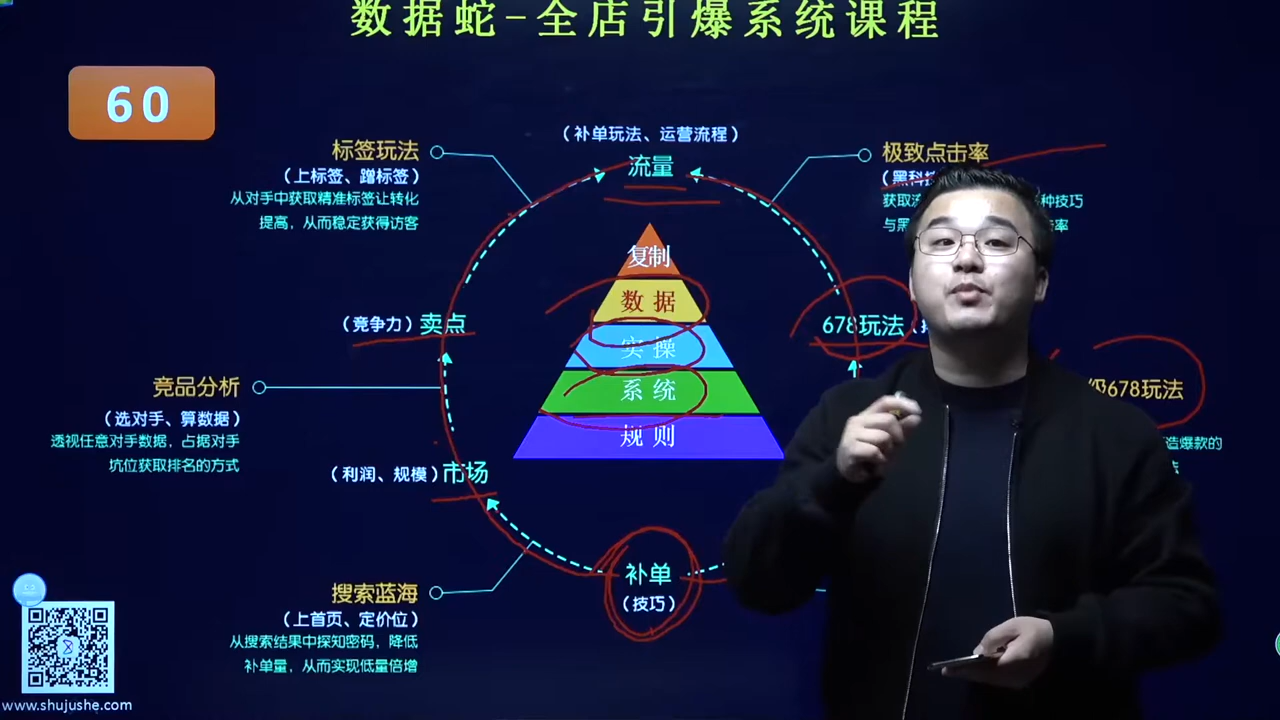 数据蛇-全店引爆系统课程
60
(补单玩法、运营流程)
流量
标签玩法
(上标签、蹭标签)
从对手中获取精准标签让转化
提高，从而稳定获得访客
极致点击率
(黑科技
获取流
种技巧
与黑
击率
复制
数据
实操
系统
规则
(竞争力)卖点
678玩法
竞品分析
(选对手、算数据)
透视任意对手数据，占据对手
坑位获取排名的方式
级678玩法
造爆款的
(利润、规模)市场
补单
(技巧)
搜索蓝海
(上首页、定价位)
从搜索结果中探知密码，降低
补单量，从而实现低量倍增
www.shujushe.com